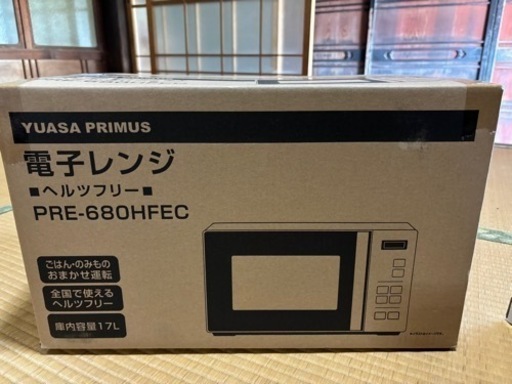 YUASA PRIMUS
電子レンジ
■ヘルツフリー■
PRE-680HFEC
ごはん・のみもの
おまかせ運転
全国で使える
ヘルツフリー
庫内容量17L